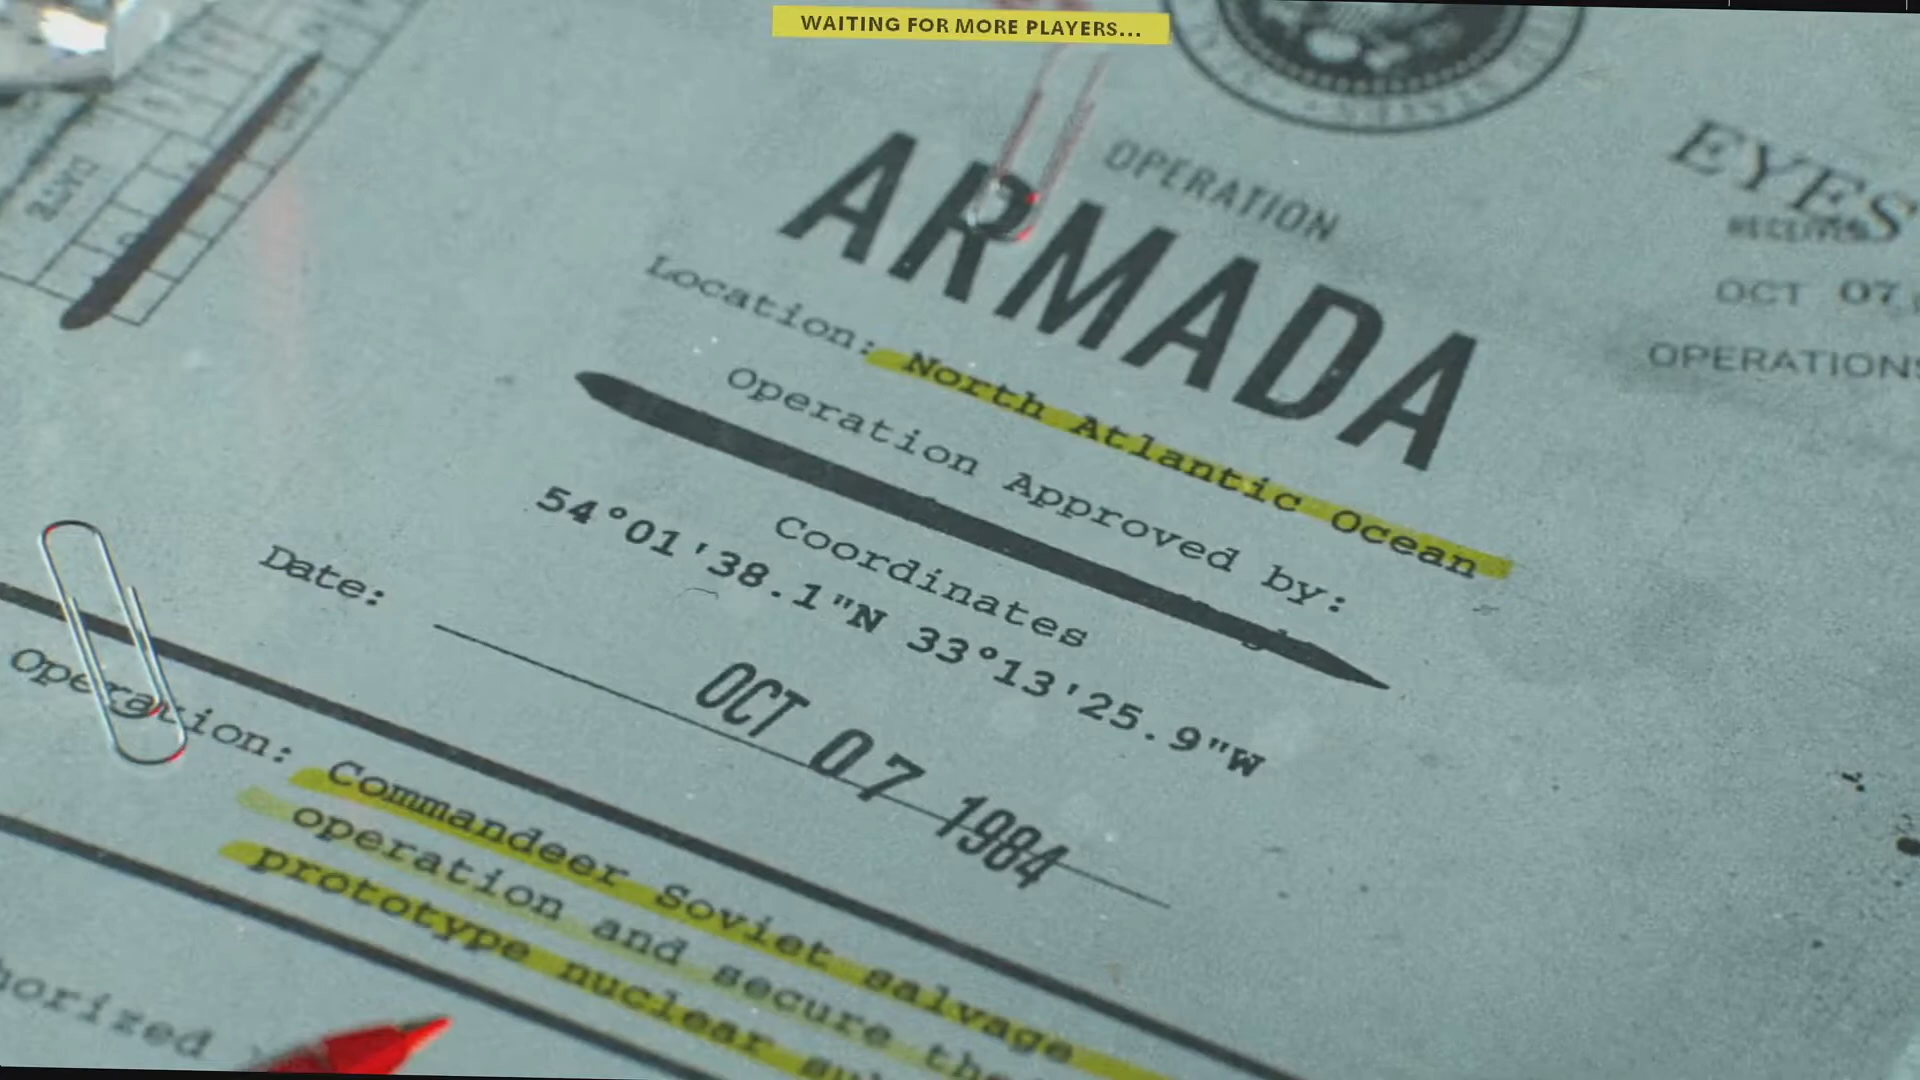 WAITING FOR MORE PLAYERS...
OPERATION
ARMADA
EYES
RECEIVED
OCT 07
OPERATIONS
DATE
Location: North Atlantic Ocean
Operation Approved by:
Coordinates
54°01'38.1"N 33°13'25.9"W
Date:
OCT 07 1984
Operation: Commandeer Soviet salvage
operation and secure the
prototype nuclear
horized